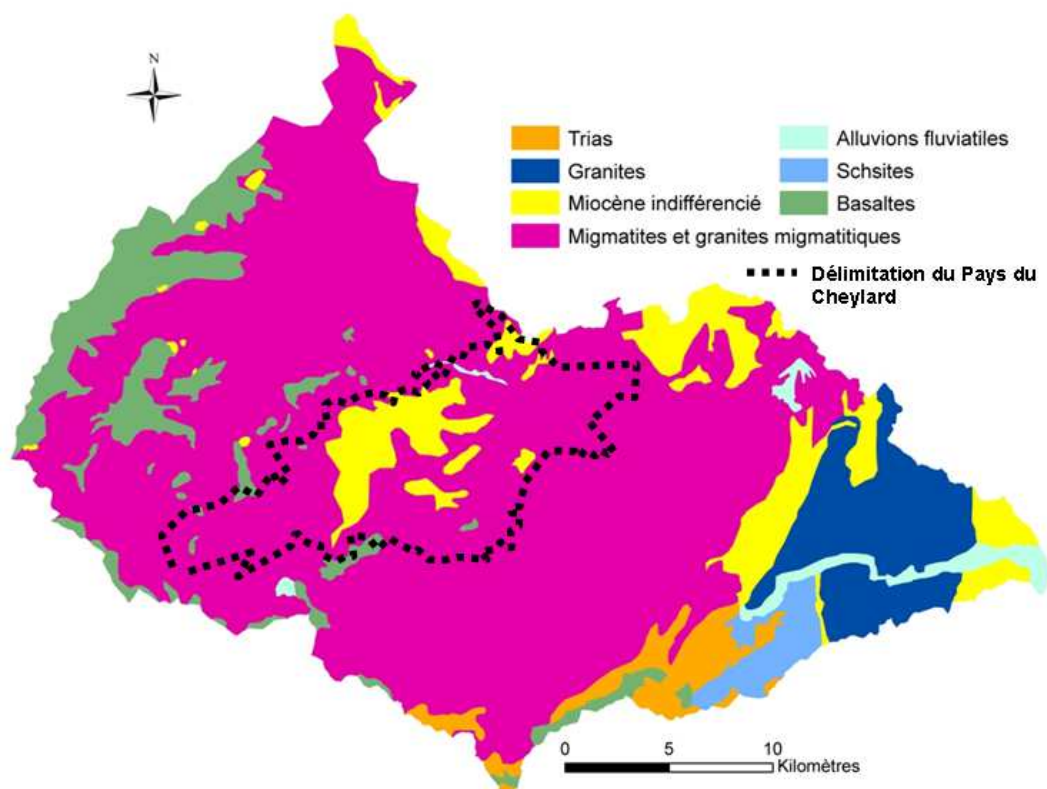 N
Trias
Granites
Miocène indifférencié
Migmatites et granites migmatitiques
Alluvions fluviatiles
Schsites
Basaltes
Délimitation du Pays du
Cheylard
0 5 10
Kilomètres